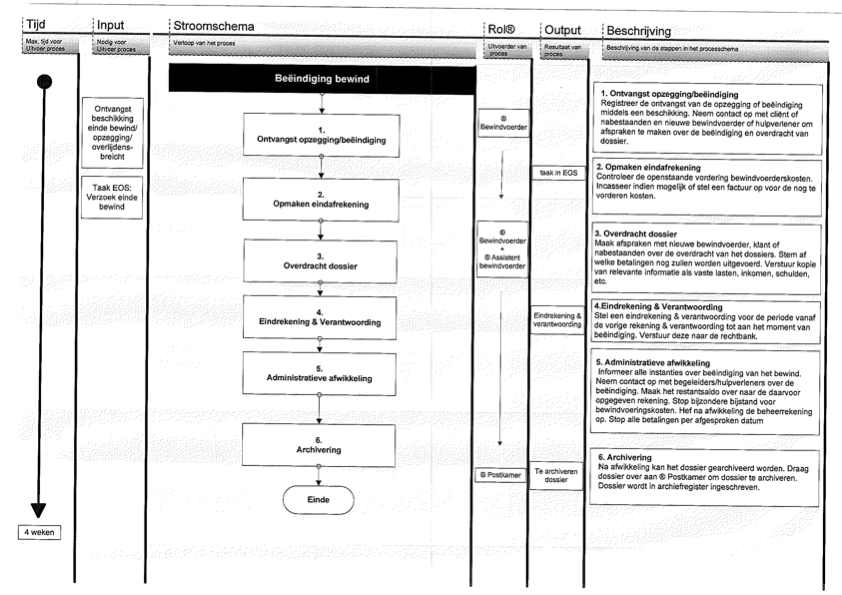 Tijd
Max. tijd voor
Uitvoer proces
4 weken
Input
Nodig voor
Uitvoer proces
Ontvangst
beschikking
einde bewind/
opzegging/
overlijdens-
breicht
Taak EOS:
Verzoek einde
bewind
Stroomschema
Verloop van het proces
Beëindiging bewind
1.
Ontvangst opzegging/beëindiging
2.
Opmaken eindafrekening
3.
Overdracht dossier
4.
Eindrekening & Verantwoording
5.
Administratieve afwikkeling
6.
Archivering
Einde
Rol®
Uitvoerder van
proces
®
Bewindvoerder
®
Bewindvoerder
+
® Assistent
bewindvoerder
® Postkamer
Output
Resultaat van
proces
taak in EOS
Eindrekening &
verantwoording
Te archiveren
dossier
Beschrijving
Beschrijving van de stappen in het processchema
1. Ontvangst opzegging/beëindiging
Registreer de ontvangst van de opzegging of beëindiging
middels een beschikking. Neem contact op met cliënt of
nabestaanden en nieuwe bewindvoerder of hulpverlener om
afspraken te maken over de beëindiging en overdracht van
dossier.
2. Opmaken eindafrekening
Controleer de openstaande vordering bewindvoerderskosten.
Incasseer indien mogelijk of stel een factuur op voor de nog te
vorderen kosten.
3. Overdracht dossier
Maak afspraken met nieuwe bewindvoerder, klant of
nabestaanden over de overdracht van het dossiers. Stem af
welke betalingen nog zullen worden uitgevoerd. Verstuur kopie
van relevante informatie als vaste lasten, inkomen, schulden,
etc.
4.Eindrekening & Verantwoording
Stel een eindrekening & verantwoording voor de periode vanaf
de vorige rekening & verantwoording tot aan het moment van
beëindiging. Verstuur deze naar de rechtbank.
5. Administratieve afwikkeling
Informeer alle instanties over beëindiging van het bewind.
Neem contact op met begeleiders/hulpverleners over de
beëindiging. Maak het restantsaldo over naar de daarvoor
opgegeven rekening. Stop bijzondere bijstand voor
bewindvoeringskosten. Hef na afwikkeling de beheerrekening
op. Stop alle betalingen per afgesproken datum
6. Archivering
Na afwikkeling kan het dossier gearchiveerd worden. Draag
dossier over aan ® Postkamer om dossier te archiveren.
Dossier wordt in archiefregister ingeschreven.